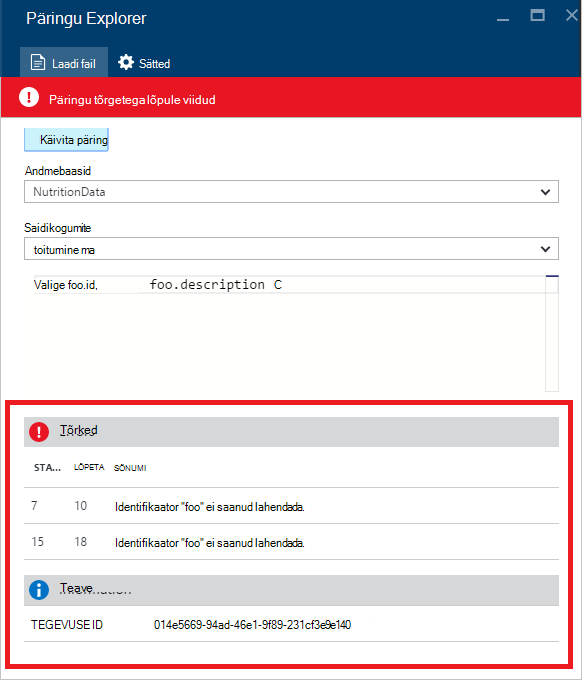 Päringu Explorer
Laadi fail
Sätted
Päringu tõrgetega lõpule viidud
Käivita päring
Andmebaasid
NutritionData
Saidikogumite
toitumine ma
Valige foo.id, foo.description C
Tõrked
STA... LÕPETA SÕNUMI
7 10 Identifikaator "foo" ei saanud lahendada.
15 18 Identifikaator "foo" ei saanud lahendada.
Teave
TEGEVUSE ID 014e5669-94ad-46e1-9f89-231cf3e9e140